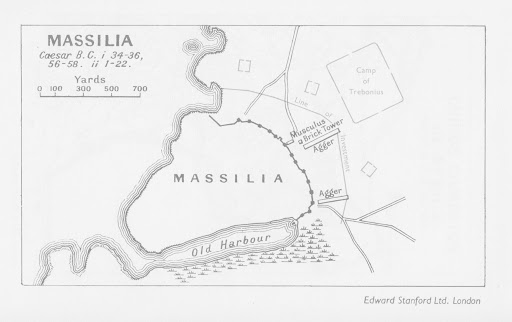 MASSILIA
Caesar B.C. i 34-36,
56-58. ii 1-22.
Yards
0 100 300 500 700
Camp
of
Trebonius
Line of Investment
Musculus
Brick Tower
Agger
MASSILIA
Agger
Old Harbour
Edward Stanford Ltd. London